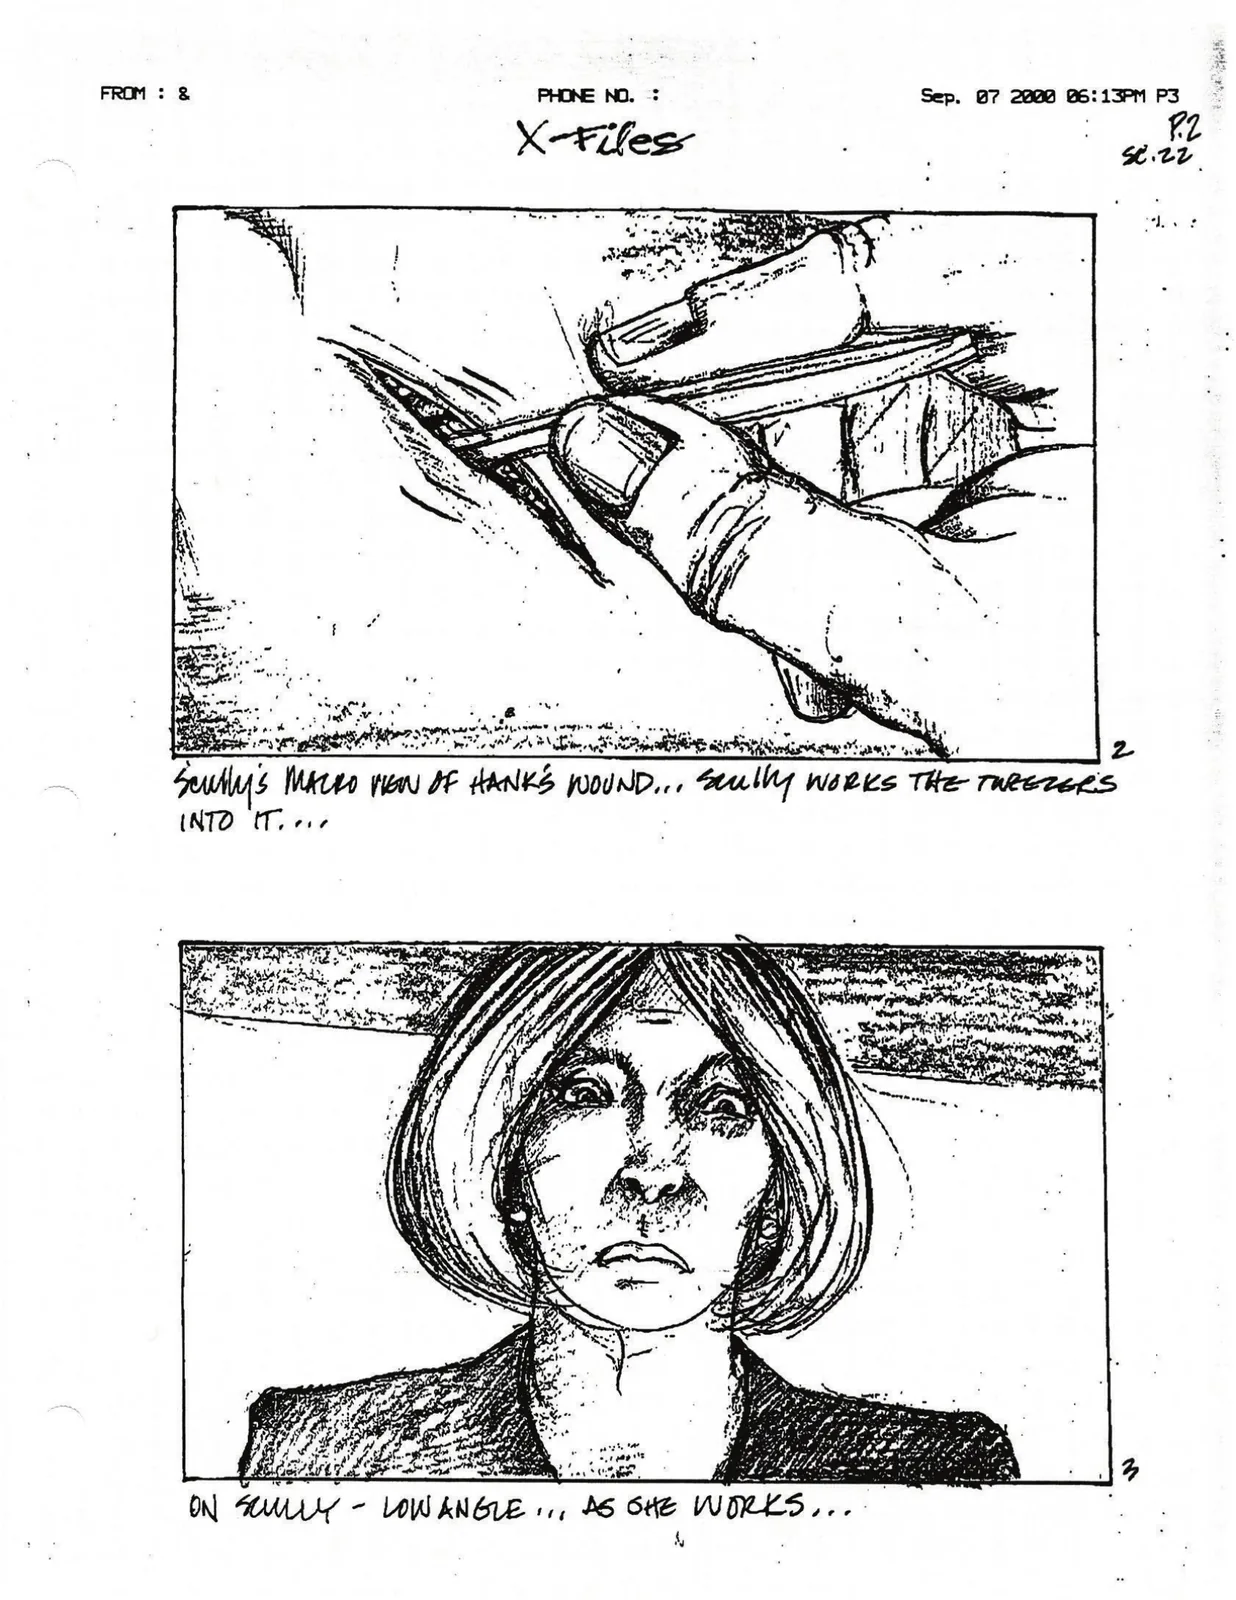 FROM : &
PHONE NO. :
Sep. 07 2000 06:13PM P3
X-Files
P.2
SC.22
2
Scully's MACRO VIEW OF HANK'S WOUND... Scully WORKS THE TWEEZERS
INTO IT....
3
ON SCULLY - LOW ANGLE... AS SHE WORKS...